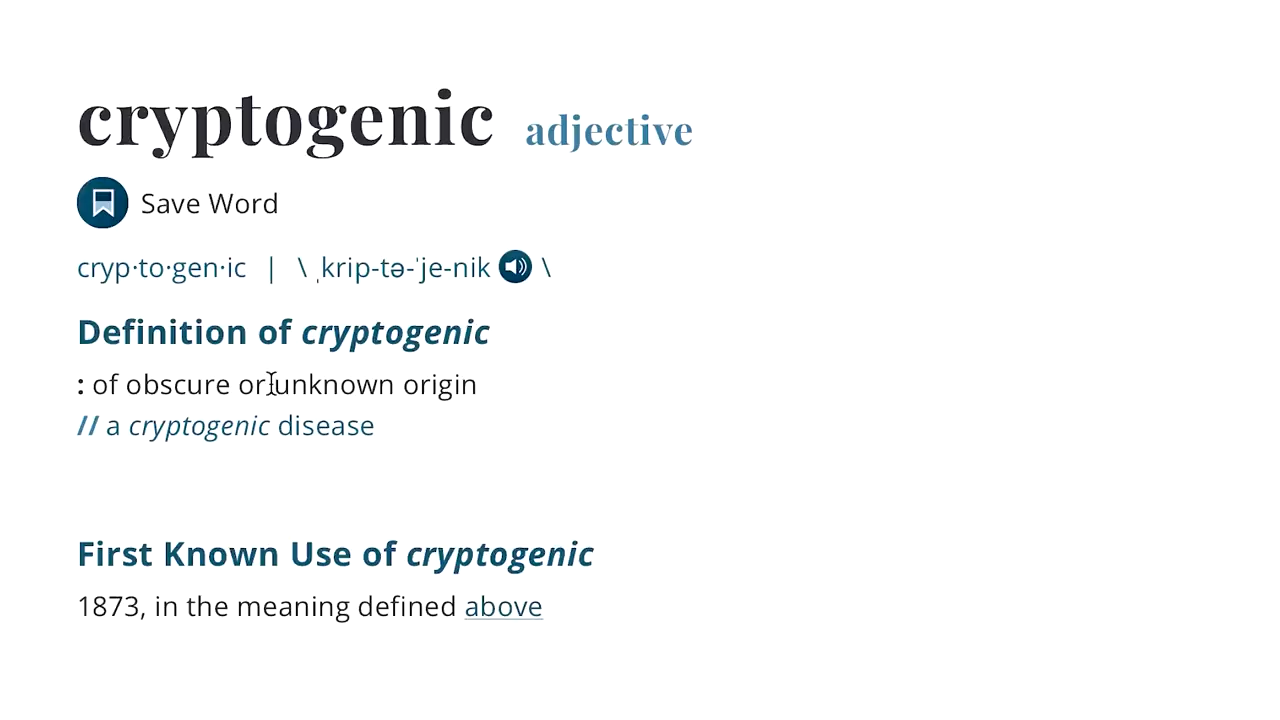 cryptogenic adjective
Save Word
cryp·to·gen·ic | \ ˌkrip-tə-ˈje-nik \
Definition of cryptogenic
: of obscure or unknown origin
// a cryptogenic disease
First Known Use of cryptogenic
1873, in the meaning defined above